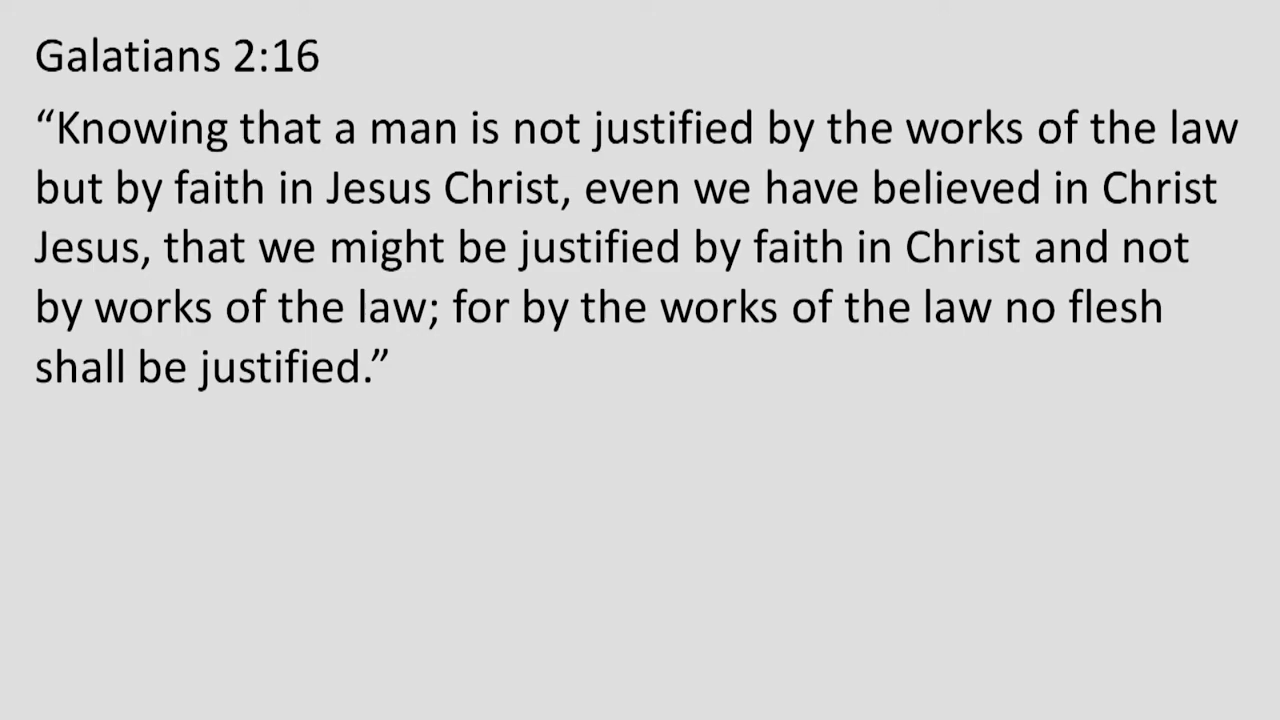 Galatians 2:16
“Knowing that a man is not justified by the works of the law
but by faith in Jesus Christ, even we have believed in Christ
Jesus, that we might be justified by faith in Christ and not
by works of the law; for by the works of the law no flesh
shall be justified.”